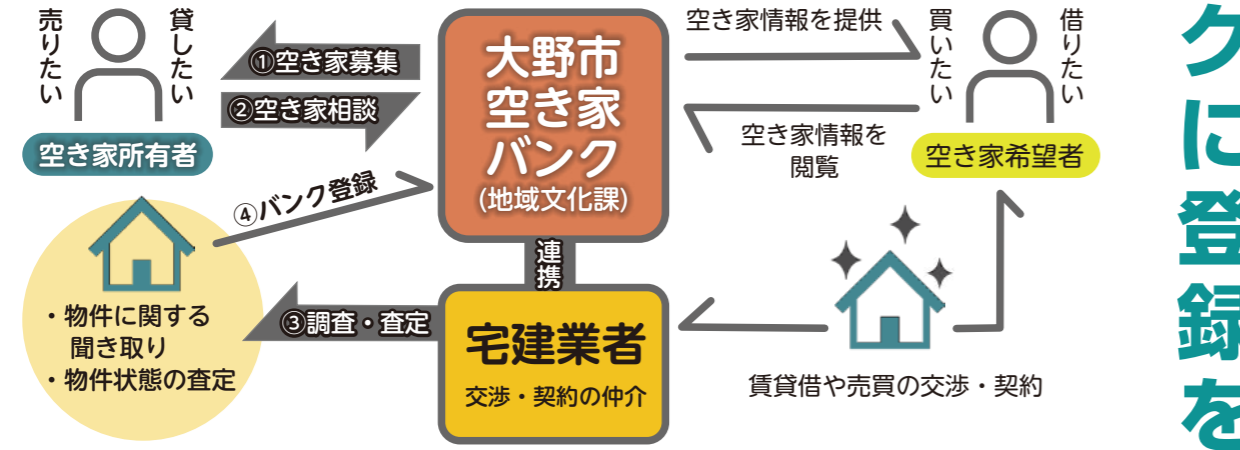 売りたい
貸したい
空き家所有者
①空き家募集
②空き家相談
大野市
空き家
バンク
(地域文化課)
空き家情報を提供
空き家情報を
閲覧
買いたい
借りたい
空き家希望者
④バンク登録
・物件に関する
聞き取り
・物件状態の査定
③調査・査定
連携
宅建業者
交渉・契約の仲介
賃貸借や売買の交渉・契約
クに登録を